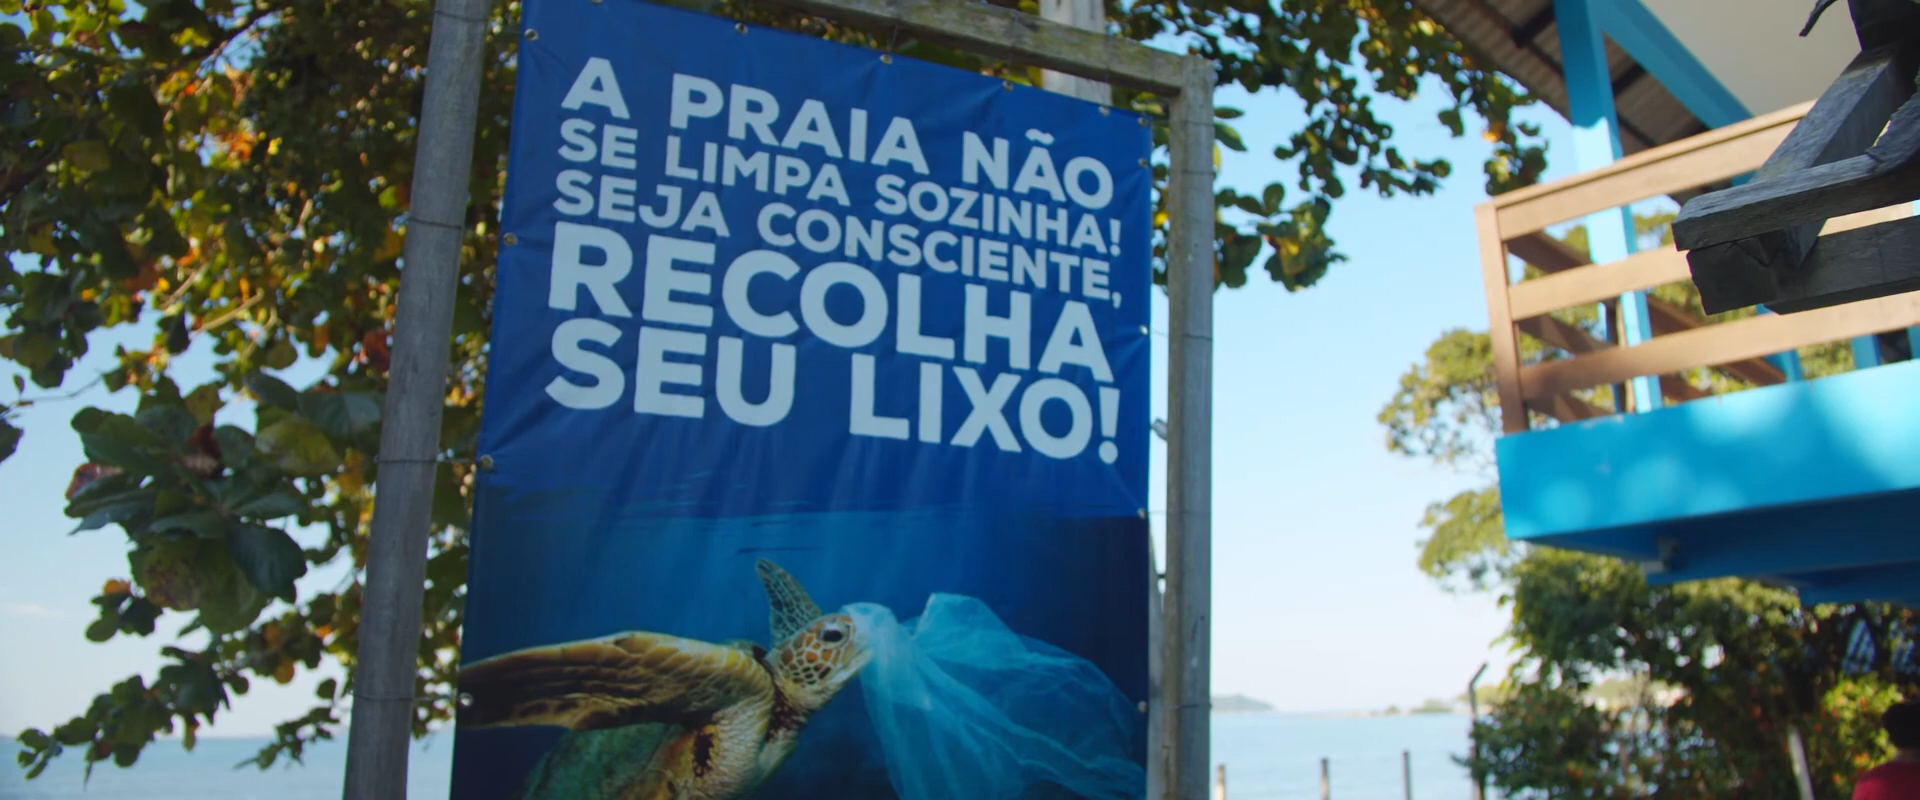 A PRAIA NÃO
SE LIMPA SOZINHA!
SEJA CONSCIENTE,
RECOLHA
SEU LIXO!